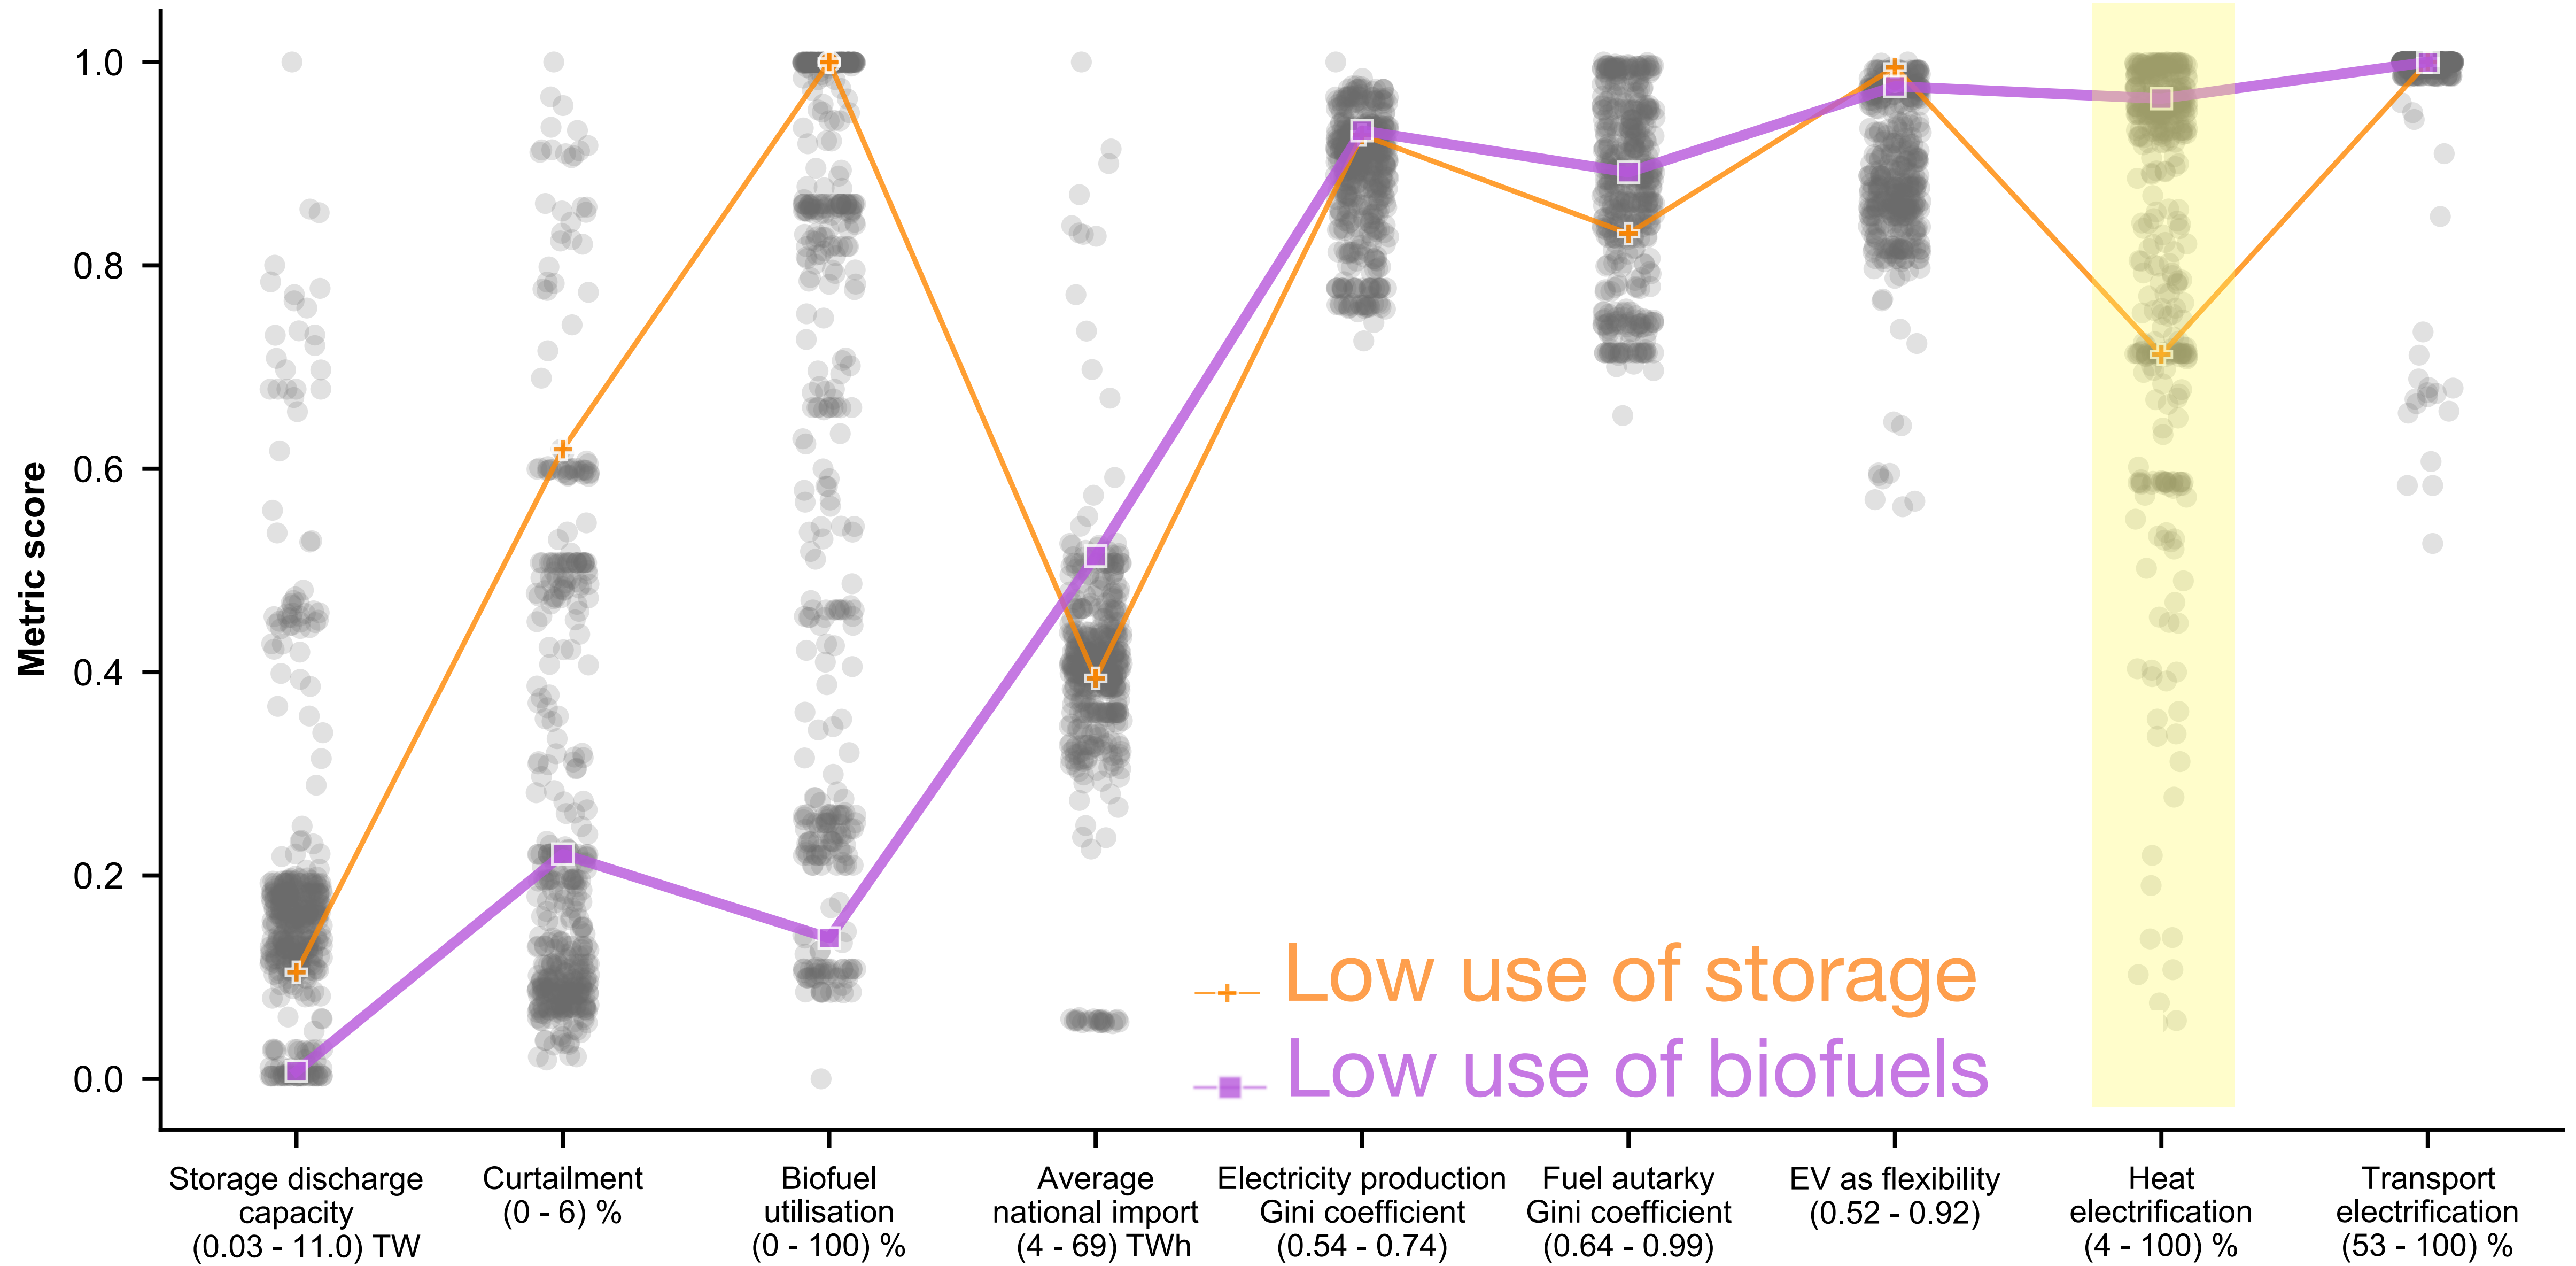 Metric score
1.0
0.8
0.6
0.4
0.2
0.0
Low use of storage
Low use of biofuels
Storage discharge
capacity
(0.03 - 11.0) TW
Curtailment
(0 - 6) %
Biofuel
utilisation
(0 - 100) %
Average
national import
(4 - 69) TWh
Electricity production
Gini coefficient
(0.54 - 0.74)
Fuel autarky
Gini coefficient
(0.64 - 0.99)
EV as flexibility
(0.52 - 0.92)
Heat
electrification
(4 - 100) %
Transport
electrification
(53 - 100) %